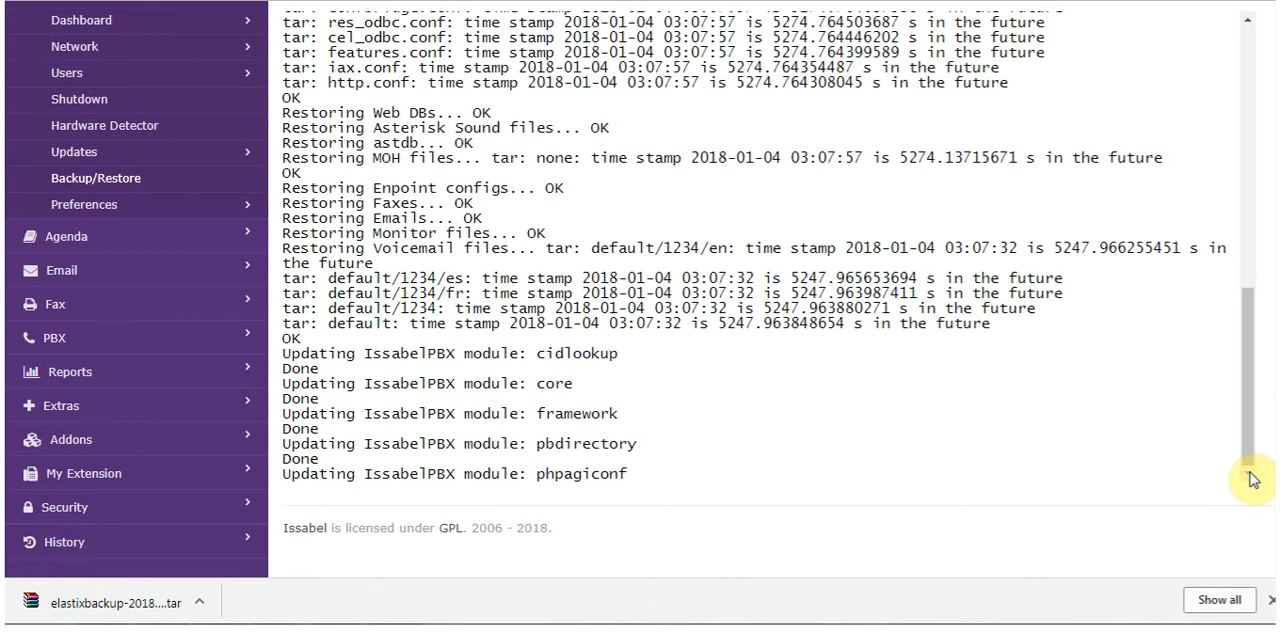 Dashboard
Network
Users
Shutdown
Hardware Detector
Updates
Backup/Restore
Preferences
Agenda
Email
Fax
PBX
Reports
Extras
Addons
My Extension
Security
History
tar: res_odbc.conf: time stamp 2018-01-04 03:07:57 is 5274.764503687 s in the future
tar: cel_odbc.conf: time stamp 2018-01-04 03:07:57 is 5274.764446202 s in the future
tar: features.conf: time stamp 2018-01-04 03:07:57 is 5274.764399589 s in the future
tar: iax.conf: time stamp 2018-01-04 03:07:57 is 5274.764354487 s in the future
tar: http.conf: time stamp 2018-01-04 03:07:57 is 5274.764308045 s in the future
OK
Restoring Web DBs... OK
Restoring Asterisk Sound files... OK
Restoring astdb... OK
Restoring MOH files... tar: none: time stamp 2018-01-04 03:07:57 is 5274.13715671 s in the future
OK
Restoring Enpoint configs... OK
Restoring Faxes... OK
Restoring Emails... OK
Restoring Monitor files... OK
Restoring Voicemail files... tar: default/1234/en: time stamp 2018-01-04 03:07:32 is 5247.966255451 s in
the future
tar: default/1234/es: time stamp 2018-01-04 03:07:32 is 5247.965653694 s in the future
tar: default/1234/fr: time stamp 2018-01-04 03:07:32 is 5247.963987411 s in the future
tar: default/1234: time stamp 2018-01-04 03:07:32 is 5247.963880271 s in the future
tar: default: time stamp 2018-01-04 03:07:32 is 5247.963848654 s in the future
OK
Updating IssabelPBX module: cidlookup
Done
Updating IssabelPBX module: core
Done
Updating IssabelPBX module: framework
Done
Updating IssabelPBX module: pbdirectory
Done
Updating IssabelPBX module: phpagiconf
Issabel is licensed under GPL. 2006 - 2018.
elastixbackup-2018....tar
Show all